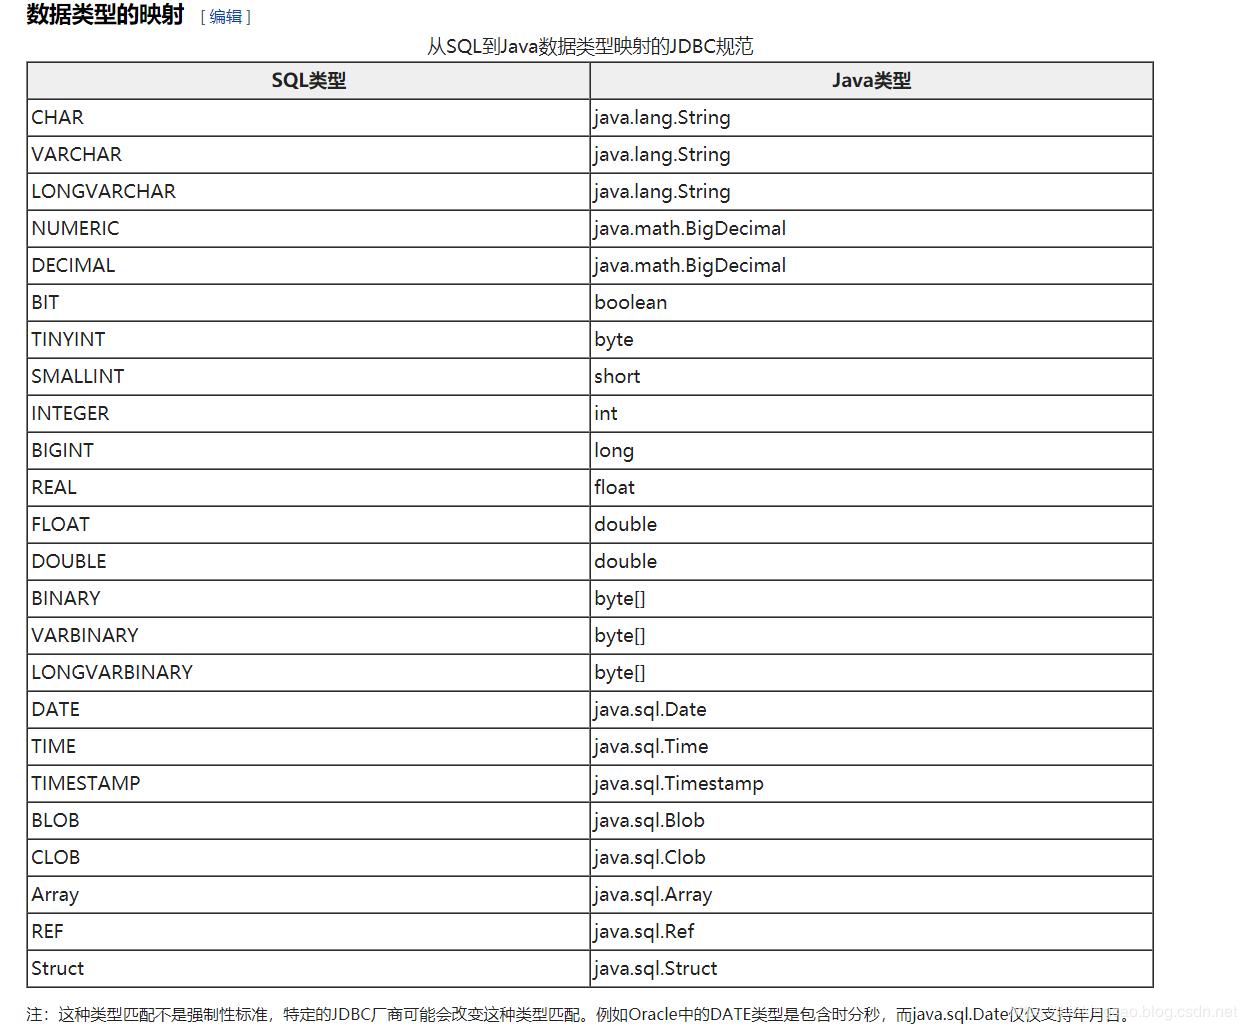 数据类型的映射 [ 编辑 ]
从SQL到Java数据类型映射的JDBC规范
SQL类型 Java类型
CHAR java.lang.String
VARCHAR java.lang.String
LONGVARCHAR java.lang.String
NUMERIC java.math.BigDecimal
DECIMAL java.math.BigDecimal
BIT boolean
TINYINT byte
SMALLINT short
INTEGER int
BIGINT long
REAL float
FLOAT double
DOUBLE double
BINARY byte[]
VARBINARY byte[]
LONGVARBINARY byte[]
DATE java.sql.Date
TIME java.sql.Time
TIMESTAMP java.sql.Timestamp
BLOB java.sql.Blob
CLOB java.sql.Clob
Array java.sql.Array
REF java.sql.Ref
Struct java.sql.Struct
注：这种类型匹配不是强制性标准，特定的JDBC厂商可能会改变这种类型匹配。例如Oracle中的DATE类型是包含时分秒，而java.sql.Date仅仅支持年月日。